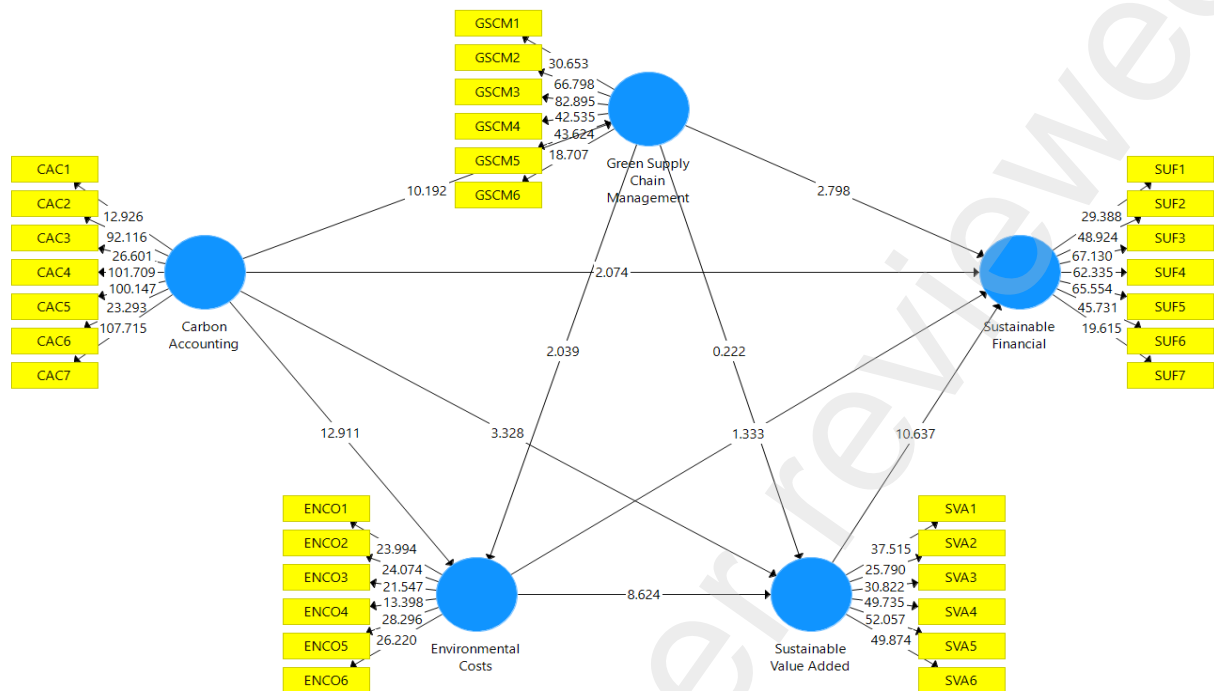 GSCM1
GSCM2
GSCM3
GSCM4
GSCM5
GSCM6
30.653
66.798
82.895
42.535
43.624
18.707
Green Supply
Chain
Management
CAC1
CAC2
CAC3
CAC4
CAC5
CAC6
CAC7
12.926
92.116
26.601
101.709
100.147
23.293
107.715
Carbon
Accounting
10.192
2.798
2.074
2.039
0.222
12.911
3.328
1.333
10.637
8.624
SUF1
SUF2
SUF3
SUF4
SUF5
SUF6
SUF7
29.388
48.924
67.130
62.335
65.554
45.731
19.615
Sustainable
Financial
ENCO1
ENCO2
ENCO3
ENCO4
ENCO5
ENCO6
23.994
24.074
21.547
13.398
28.296
26.220
Environmental
Costs
SVA1
SVA2
SVA3
SVA4
SVA5
SVA6
37.515
25.790
30.822
49.735
52.057
49.874
Sustainable
Value Added
er reviewe